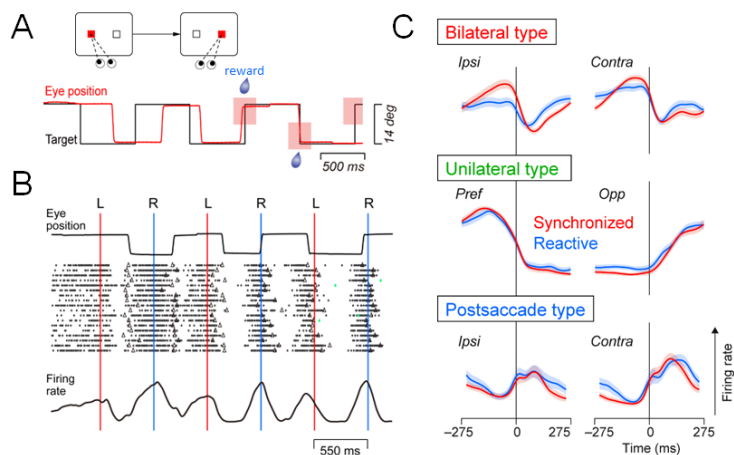 A
reward
Eye position
Target
14 deg
500 ms
B
L R L R L R
Eye
position
Firing
rate
550 ms
C
Bilateral type
Ipsi Contra
Unilateral type
Pref Opp
Synchronized
Reactive
Postsaccade type
Ipsi Contra
Firing rate
−275 0 275
−275 0 275
Time (ms)